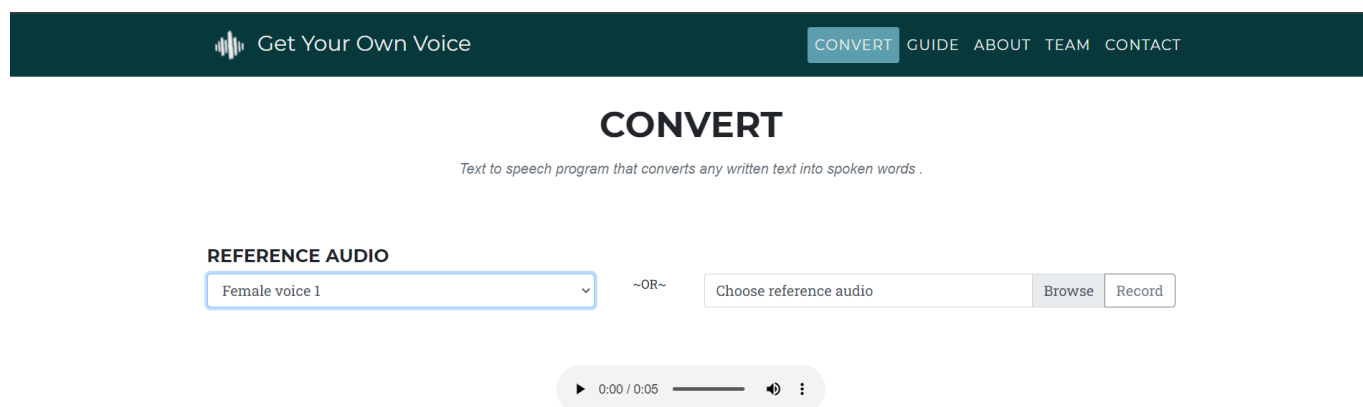 Get Your Own Voice CONVERT GUIDE ABOUT TEAM CONTACT
CONVERT
Text to speech program that converts any written text into spoken words .
REFERENCE AUDIO
Female voice 1 ~OR~ Choose reference audio Browse Record
0:00 / 0:05